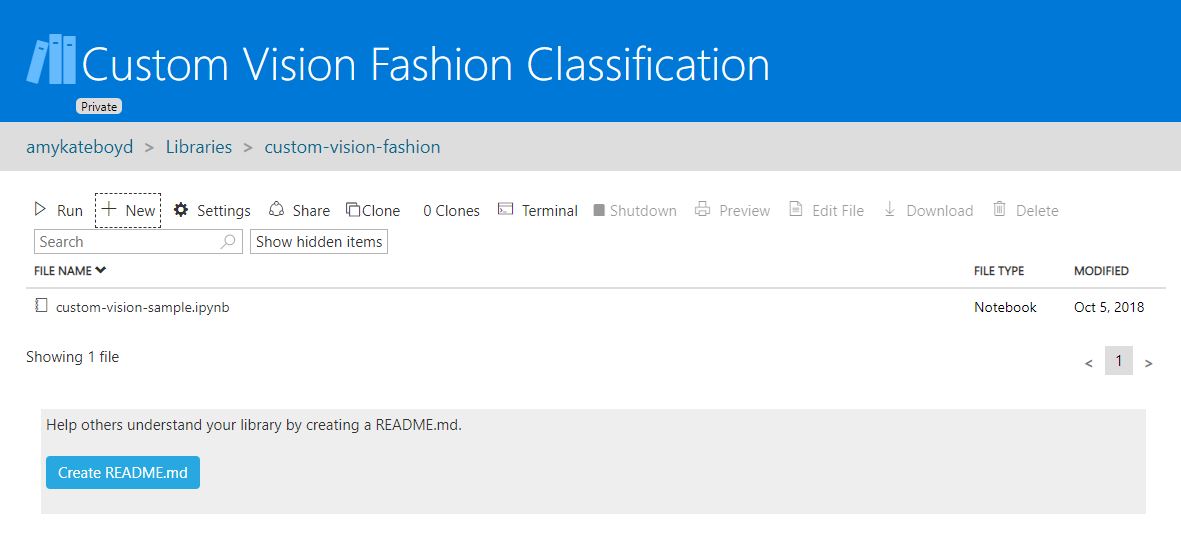 Custom Vision Fashion Classification
Private
amykateboyd > Libraries > custom-vision-fashion
Run New Settings Share Clone 0 Clones Terminal Shutdown Preview Edit File Download Delete
Search Show hidden items
FILE NAME FILE TYPE MODIFIED
custom-vision-sample.ipynb Notebook Oct 5, 2018
Showing 1 file
< 1 >
Help others understand your library by creating a README.md.
Create README.md